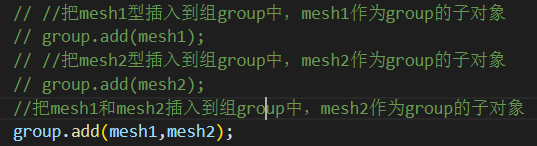 // //把mesh1型插入到组group中，mesh1作为group的子对象
// group.add(mesh1);
// //把mesh2型插入到组group中，mesh2作为group的子对象
// group.add(mesh2);
//把mesh1和mesh2插入到组group中，mesh2作为group的子对象
group.add(mesh1,mesh2);